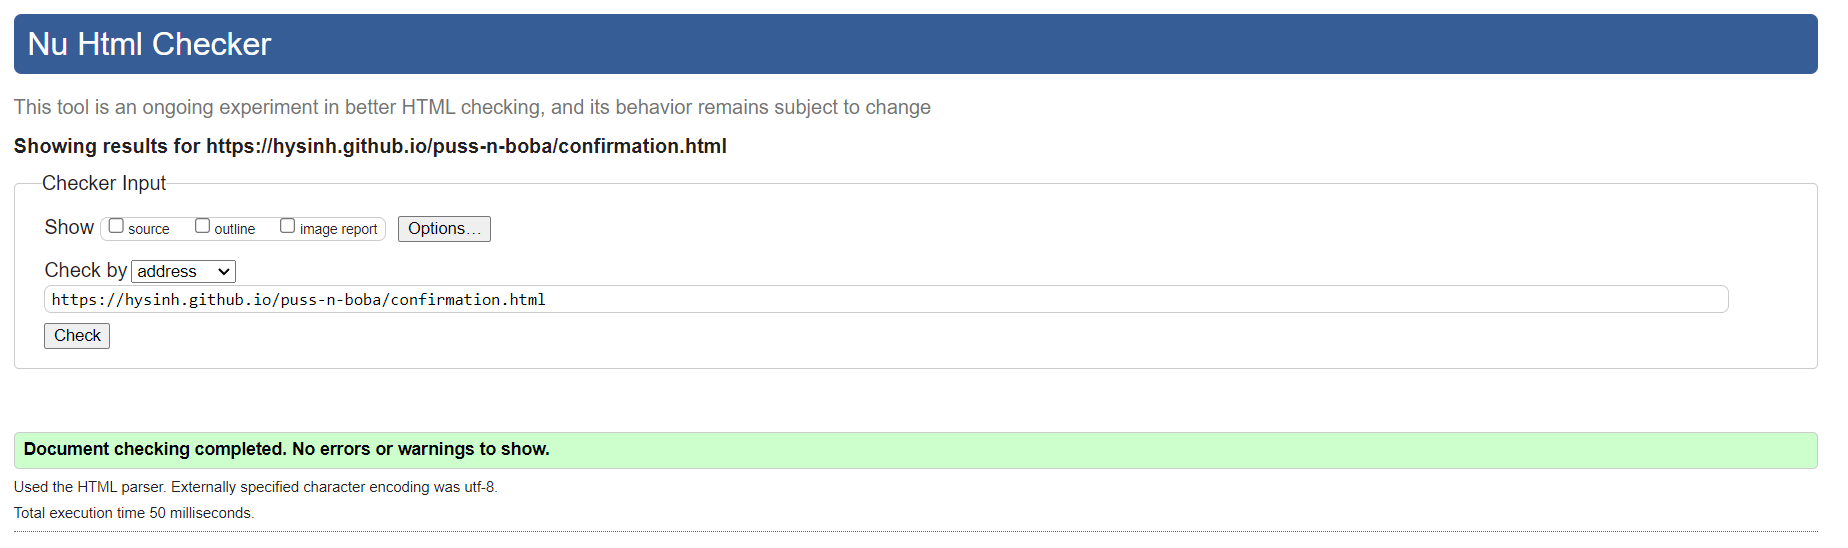 Nu Html Checker
This tool is an ongoing experiment in better HTML checking, and its behavior remains subject to change
Showing results for https://hysinh.github.io/puss-n-boba/confirmation.html
Checker Input
Show source outline image report Options...
Check by address
https://hysinh.github.io/puss-n-boba/confirmation.html
Check
Document checking completed. No errors or warnings to show.
Used the HTML parser. Externally specified character encoding was utf-8.
Total execution time 50 milliseconds.